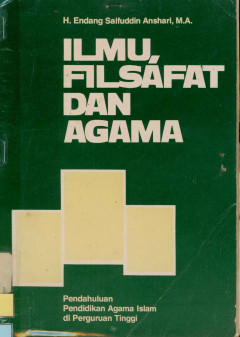 H. Endang Saifuddin Anshari, M.A.
ILMU,
FILSAFAT
DAN
AGAMA
Pendahuluan
Pendidikan Agama Islam
di Perguruan Tinggi